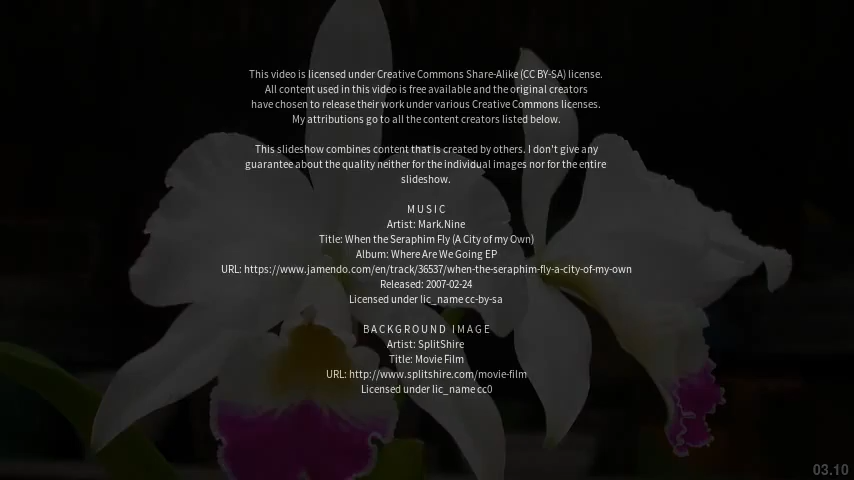 This video is licensed under Creative Commons Share-Alike (CC BY-SA) license.
All content used in this video is free available and the original creators
have chosen to release their work under various Creative Commons licenses.
My attributions go to all the content creators listed below.
This slideshow combines content that is created by others. I don't give any
guarantee about the quality neither for the individual images nor for the entire
slideshow.
MUSIC
Artist: Mark.Nine
Title: When the Seraphim Fly (A City of my Own)
Album: Where Are We Going EP
URL: https://www.jamendo.com/en/track/36537/when-the-seraphim-fly-a-city-of-my-own
Released: 2007-02-24
Licensed under lic_name cc-by-sa
BACKGROUND IMAGE
Artist: SplitShire
Title: Movie Film
URL: http://www.splitshire.com/movie-film
Licensed under lic_name cc0
03.10